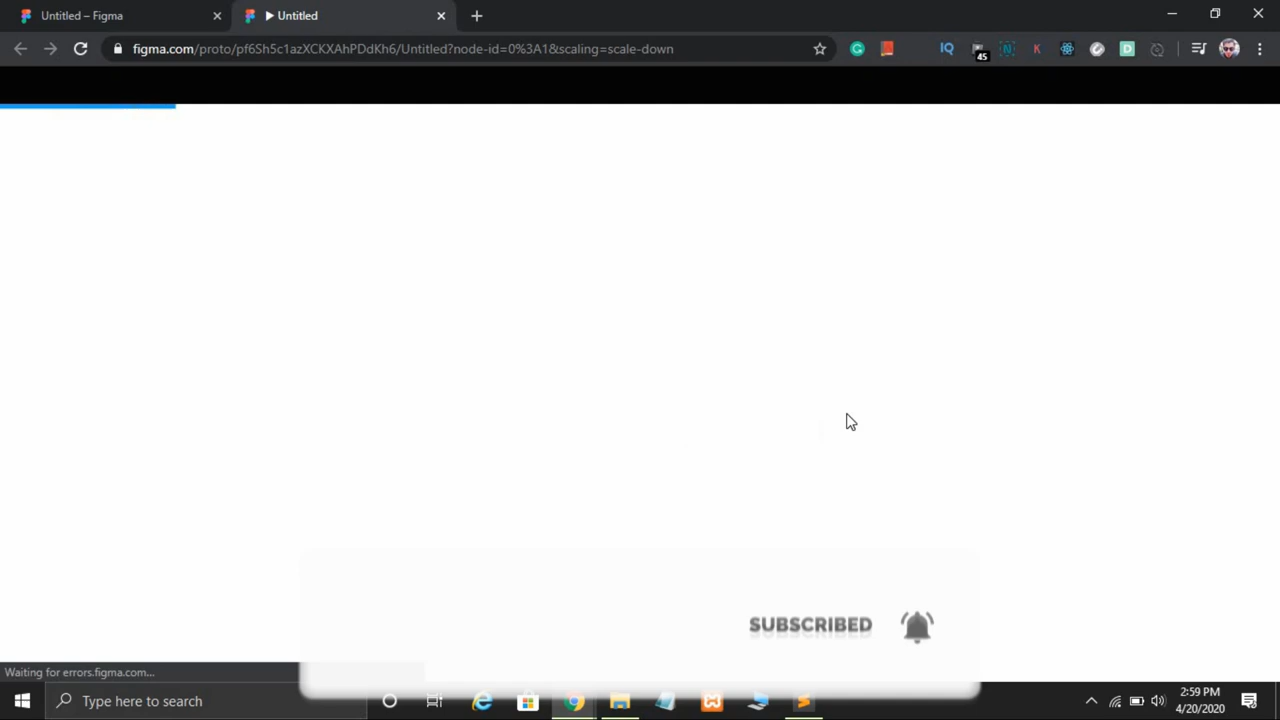 Untitled – Figma
Untitled
figma.com/proto/pf6Sh5c1azXCKXAhPDdKh6/Untitled?node-id=0%3A1&scaling=scale-down
IQ
45
N
K
D
SUBSCRIBED
Waiting for errors.figma.com...
Type here to search
2:59 PM
4/20/2020